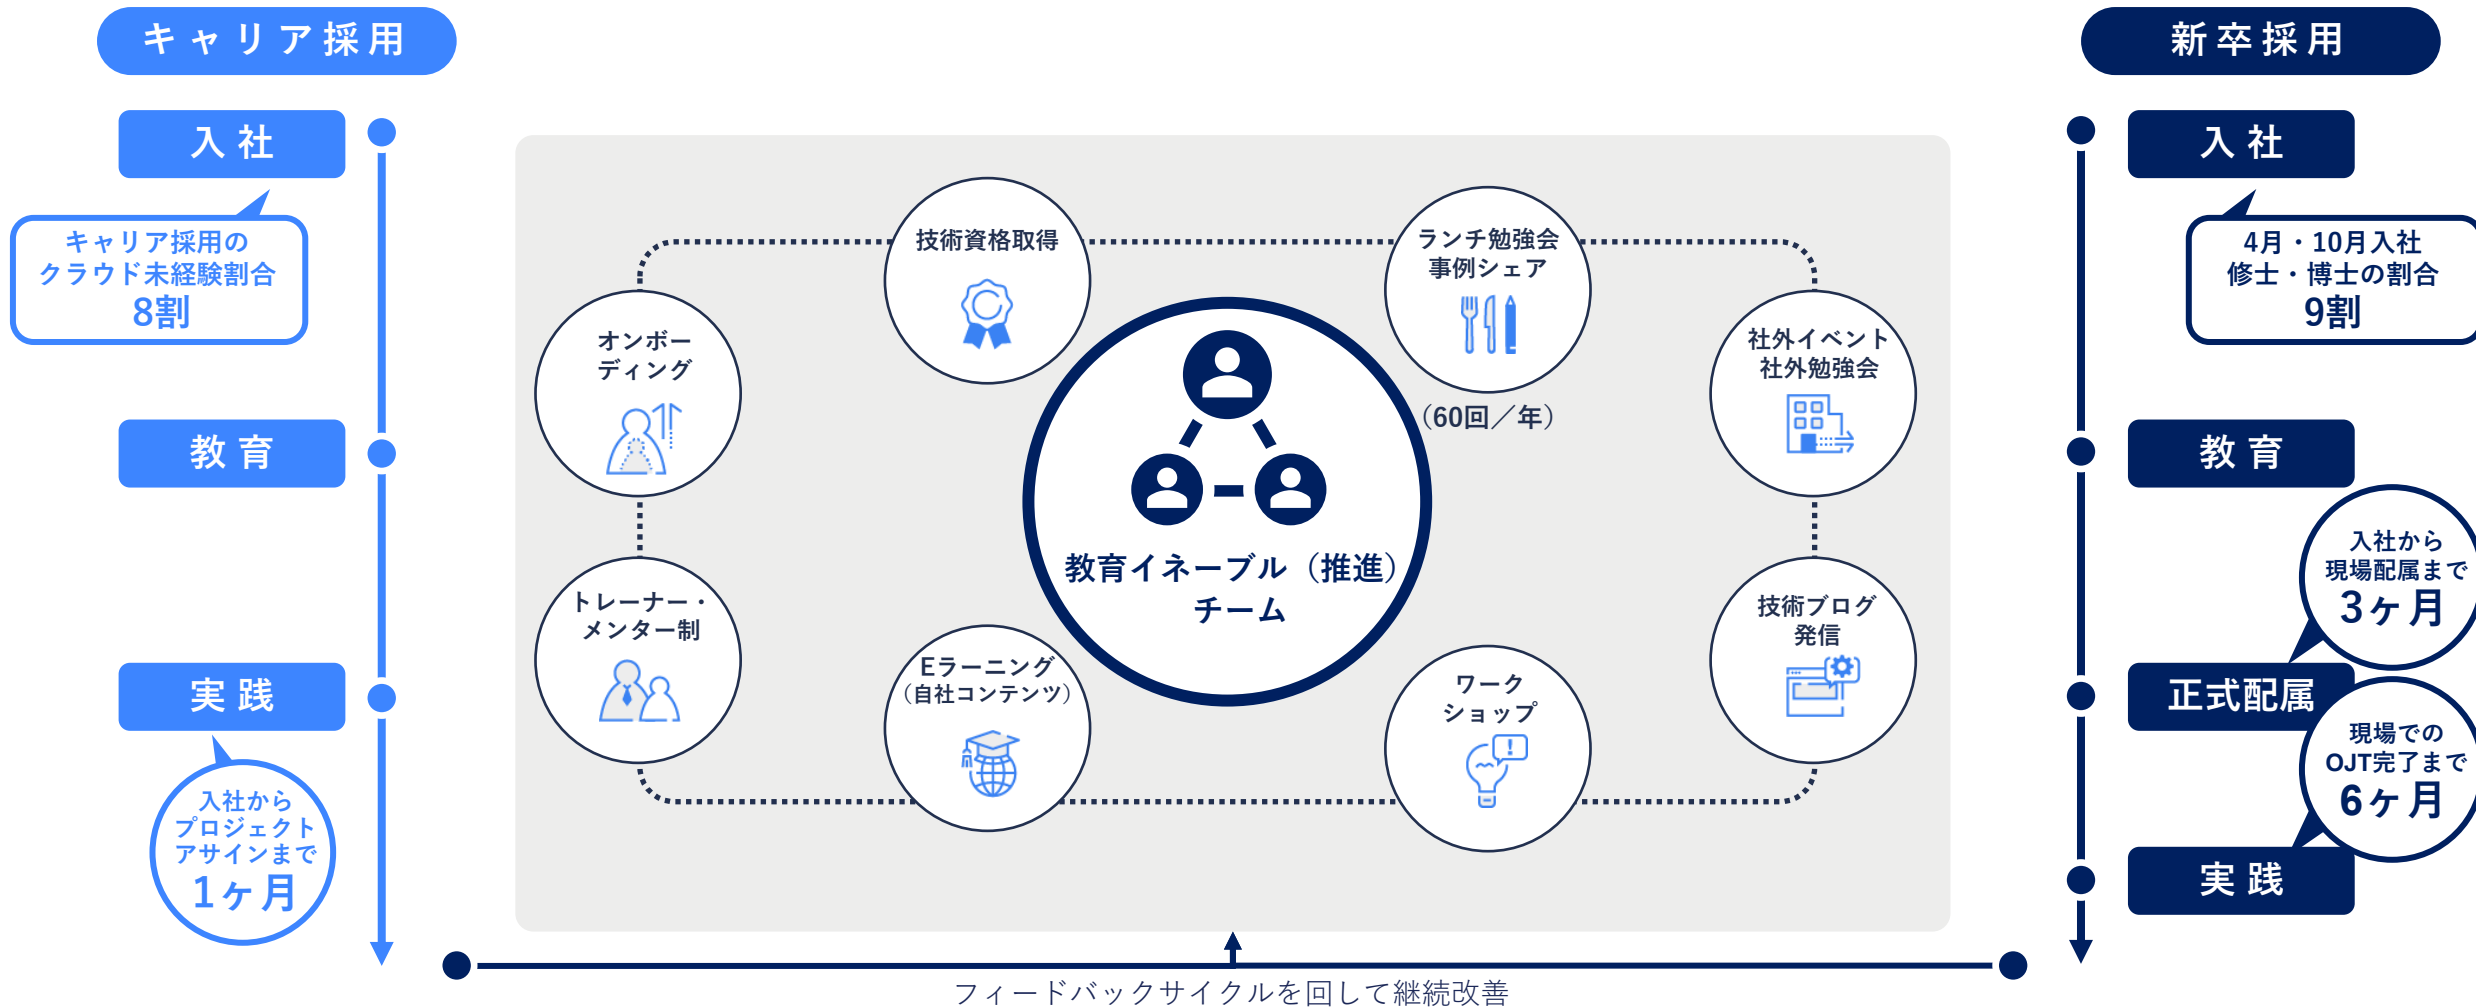 キャリア採用
入社
キャリア採用の
クラウド未経験割合
8割
教育
実践
入社から
プロジェクト
アサインまで
1ヶ月
技術資格取得
ランチ勉強会
事例シェア
(60回／年)
オンボー
ディング
社外イベント
社外勉強会
教育イネーブル（推進）
チーム
トレーナー・
メンター制
Eラーニング
（自社コンテンツ）
ワーク
ショップ
技術ブログ
発信
フィードバックサイクルを回して継続改善
新卒採用
入社
4月・10月入社
修士・博士の割合
9割
教育
入社から
現場配属まで
3ヶ月
正式配属
現場での
OJT完了まで
6ヶ月
実践